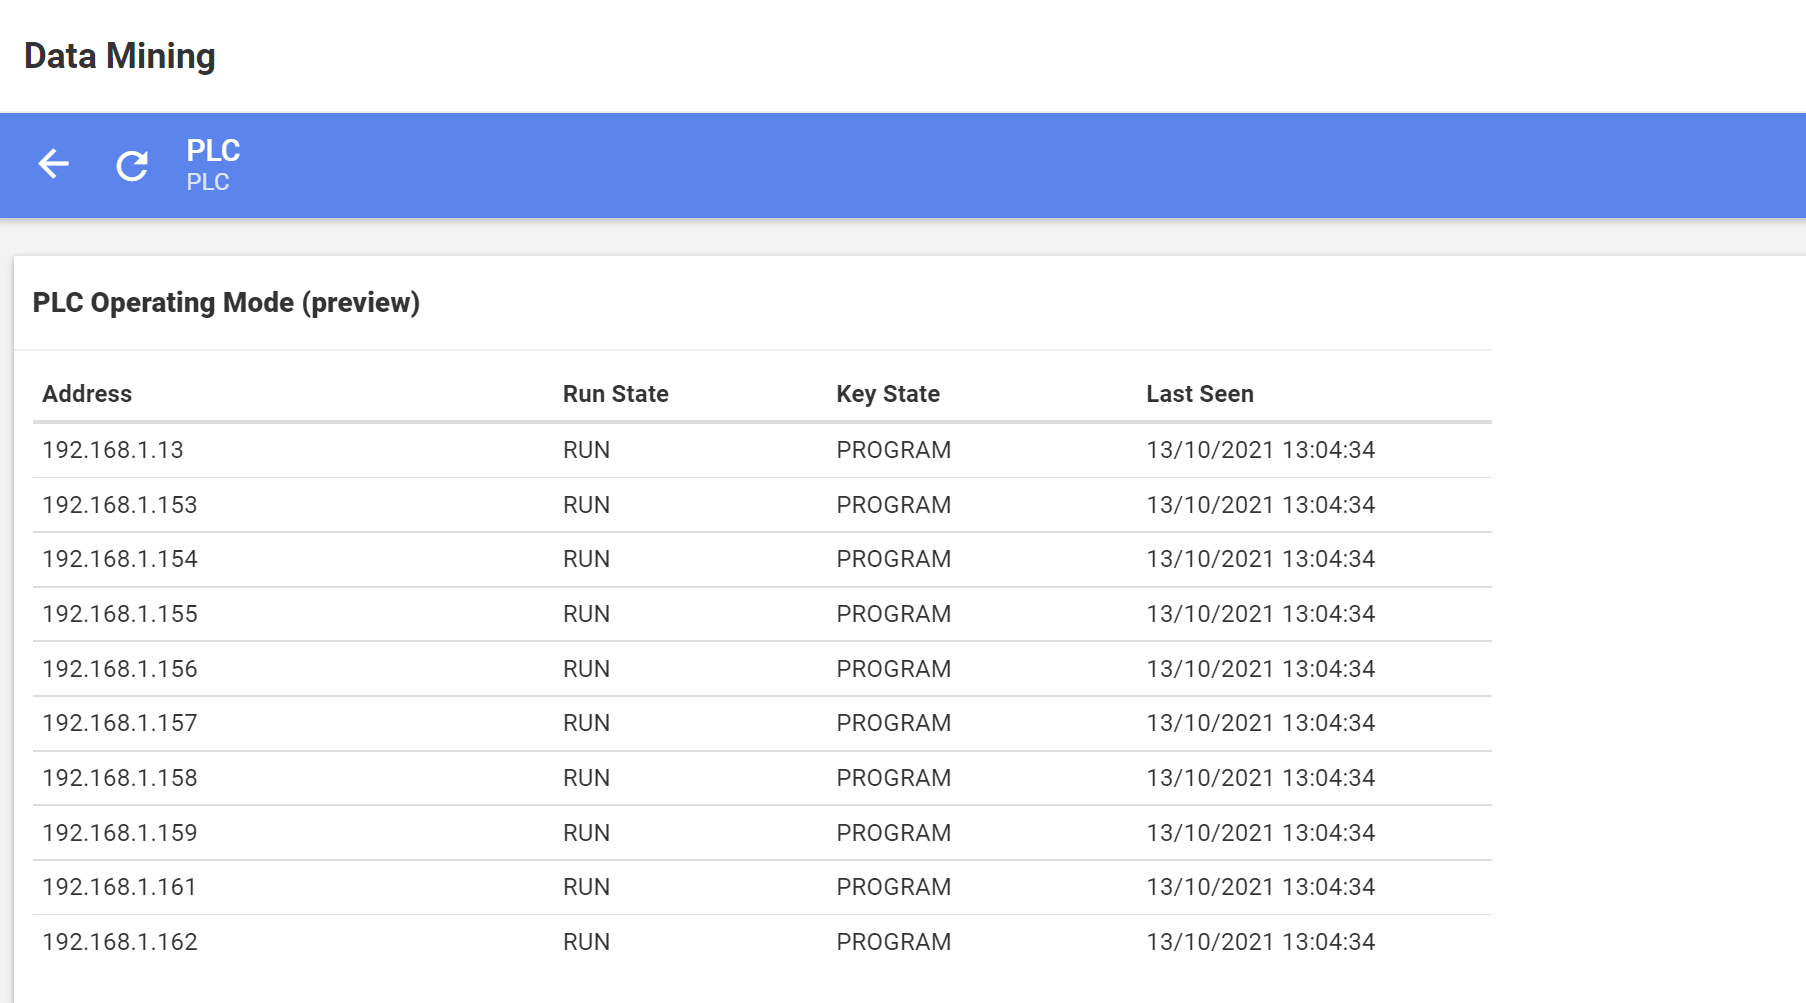 Data Mining
PLC
PLC
PLC Operating Mode (preview)
Address Run State Key State Last Seen
192.168.1.13 RUN PROGRAM 13/10/2021 13:04:34
192.168.1.153 RUN PROGRAM 13/10/2021 13:04:34
192.168.1.154 RUN PROGRAM 13/10/2021 13:04:34
192.168.1.155 RUN PROGRAM 13/10/2021 13:04:34
192.168.1.156 RUN PROGRAM 13/10/2021 13:04:34
192.168.1.157 RUN PROGRAM 13/10/2021 13:04:34
192.168.1.158 RUN PROGRAM 13/10/2021 13:04:34
192.168.1.159 RUN PROGRAM 13/10/2021 13:04:34
192.168.1.161 RUN PROGRAM 13/10/2021 13:04:34
192.168.1.162 RUN PROGRAM 13/10/2021 13:04:34